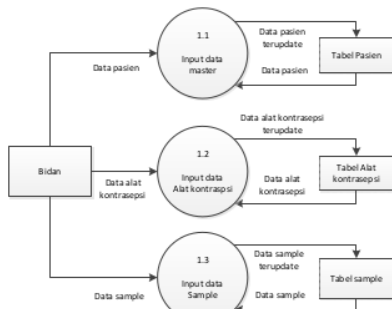 1.1
Input data
master
Data pasien
terupdate
Data pasien
Tabel Pasien
Data pasien
Data alat kontrasepsi
terupdate
1.2
Input data
Alat kontraspsi
Bidan
Data alat
kontrasepsi
Data alat
kontrasepsi
Tabel Alat
kontrasepsi
1.3
Input data
Sample
Data sample
terupdate
Data sample
Tabel sample
Data sample